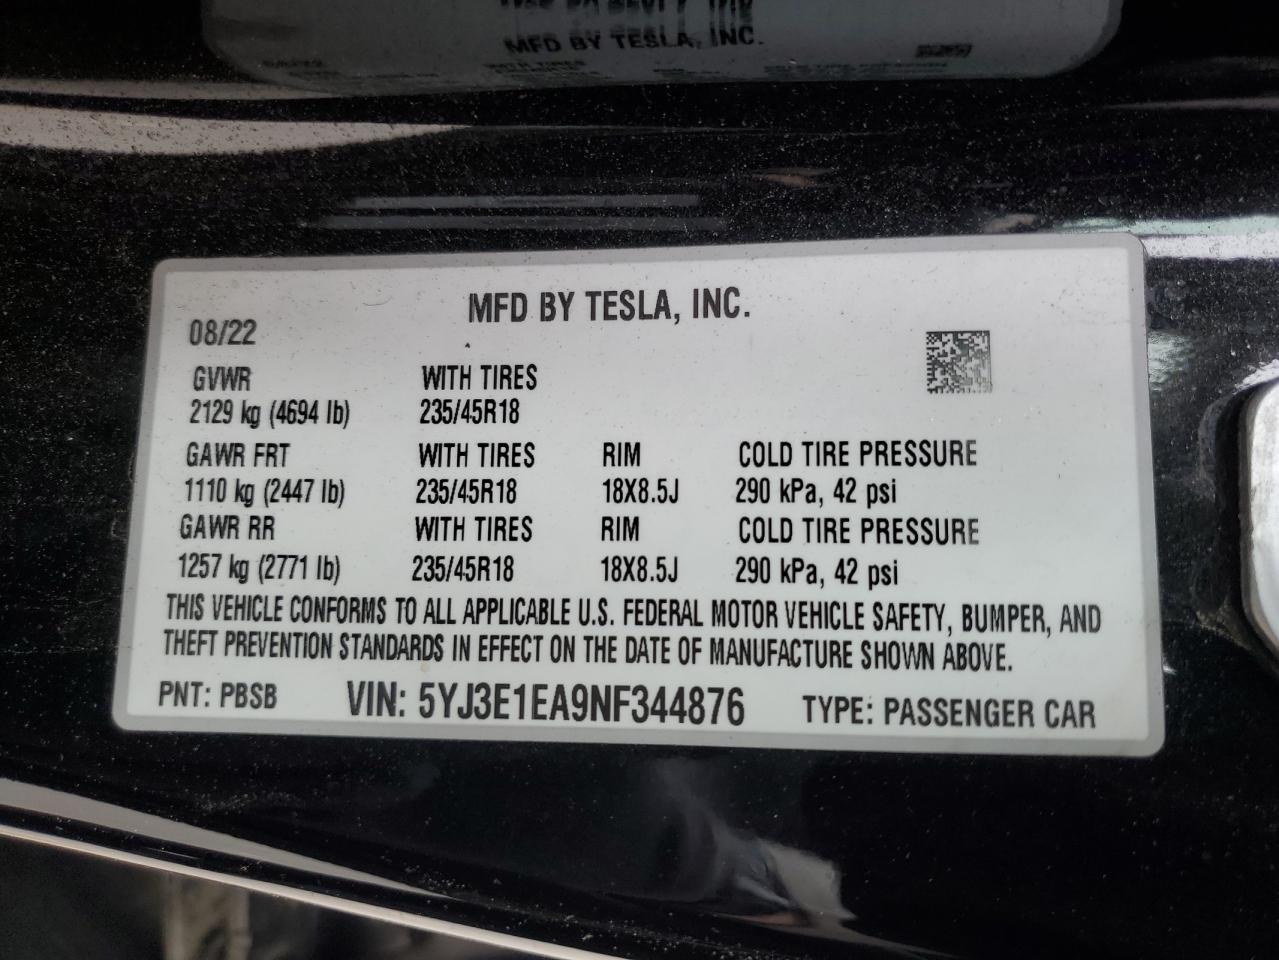 MFD BY TESLA, INC.
MFD BY TESLA, INC.
08/22
GVWR WITH TIRES
2129 kg (4694 lb) 235/45R18
GAWR FRT WITH TIRES RIM COLD TIRE PRESSURE
1110 kg (2447 lb) 235/45R18 18X8.5J 290 kPa, 42 psi
GAWR RR WITH TIRES RIM COLD TIRE PRESSURE
1257 kg (2771 lb) 235/45R18 18X8.5J 290 kPa, 42 psi
THIS VEHICLE CONFORMS TO ALL APPLICABLE U.S. FEDERAL MOTOR VEHICLE SAFETY, BUMPER, AND
THEFT PREVENTION STANDARDS IN EFFECT ON THE DATE OF MANUFACTURE SHOWN ABOVE.
PNT: PBSB VIN: 5YJ3E1EA9NF344876 TYPE: PASSENGER CAR